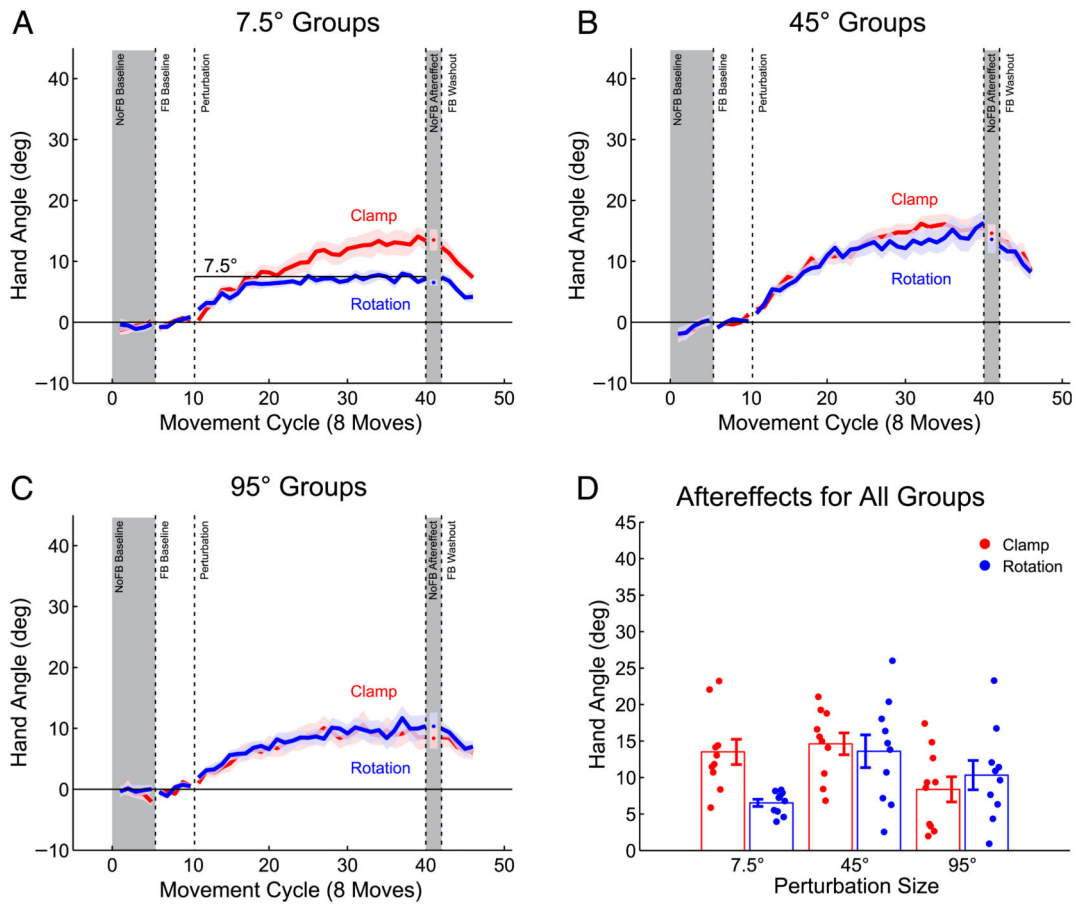 A
7.5° Groups
NoFB Baseline
FB Baseline
Perturbation
NoFB Aftereffect
FB Washout
40
30
20
10
0
−10
Hand Angle (deg)
Clamp
7.5°
Rotation
0
10
20
30
40
50
Movement Cycle (8 Moves)
B
45° Groups
NoFB Baseline
FB Baseline
Perturbation
NoFB Aftereffect
FB Washout
40
30
20
10
0
−10
Hand Angle (deg)
Clamp
Rotation
0
10
20
30
40
50
Movement Cycle (8 Moves)
C
95° Groups
NoFB Baseline
FB Baseline
Perturbation
NoFB Aftereffect
FB Washout
40
30
20
10
0
−10
Hand Angle (deg)
Clamp
Rotation
0
10
20
30
40
50
Movement Cycle (8 Moves)
D
Aftereffects for All Groups
45
40
35
30
25
20
15
10
5
0
Hand Angle (deg)
Clamp
Rotation
7.5°
45°
95°
Perturbation Size